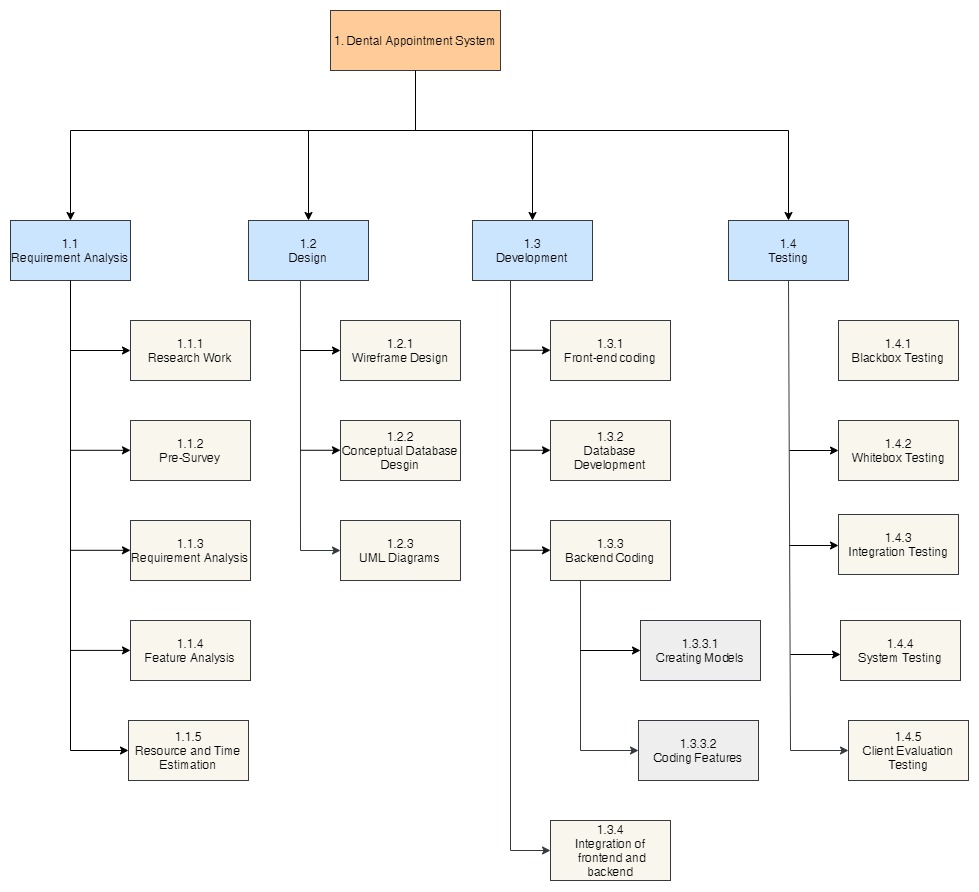 1. Dental Appointment System
1.1
Requirement Analysis
1.2
Design
1.3
Development
1.4
Testing
1.1.1
Research Work
1.1.2
Pre-Survey
1.1.3
Requirement Analysis
1.1.4
Feature Analysis
1.1.5
Resource and Time
Estimation
1.2.1
Wireframe Design
1.2.2
Conceptual Database
Desgin
1.2.3
UML Diagrams
1.3.1
Front-end coding
1.3.2
Database
Development
1.3.3
Backend Coding
1.3.3.1
Creating Models
1.3.3.2
Coding Features
1.3.4
Integration of
frontend and
backend
1.4.1
Blackbox Testing
1.4.2
Whitebox Testing
1.4.3
Integration Testing
1.4.4
System Testing
1.4.5
Client Evaluation
Testing